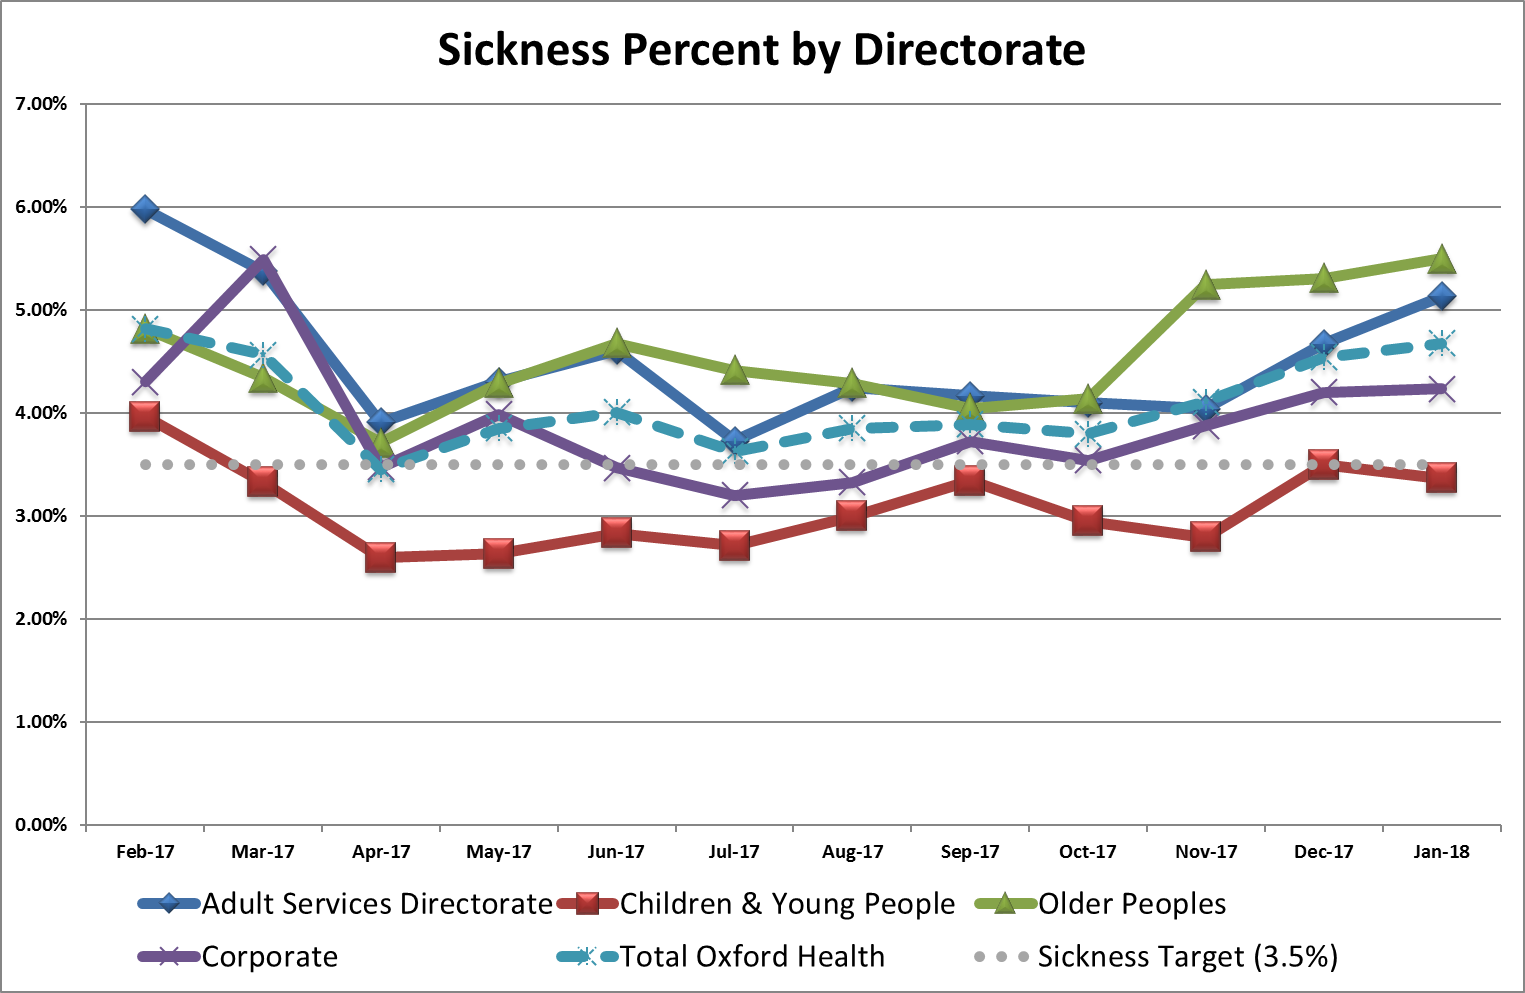 Sickness Percent by Directorate
7.00%
6.00%
5.00%
4.00%
3.00%
2.00%
1.00%
0.00%
Feb-17 Mar-17 Apr-17 May-17 Jun-17 Jul-17 Aug-17 Sep-17 Oct-17 Nov-17 Dec-17 Jan-18
Adult Services Directorate Children & Young People Older Peoples
Corporate Total Oxford Health Sickness Target (3.5%)